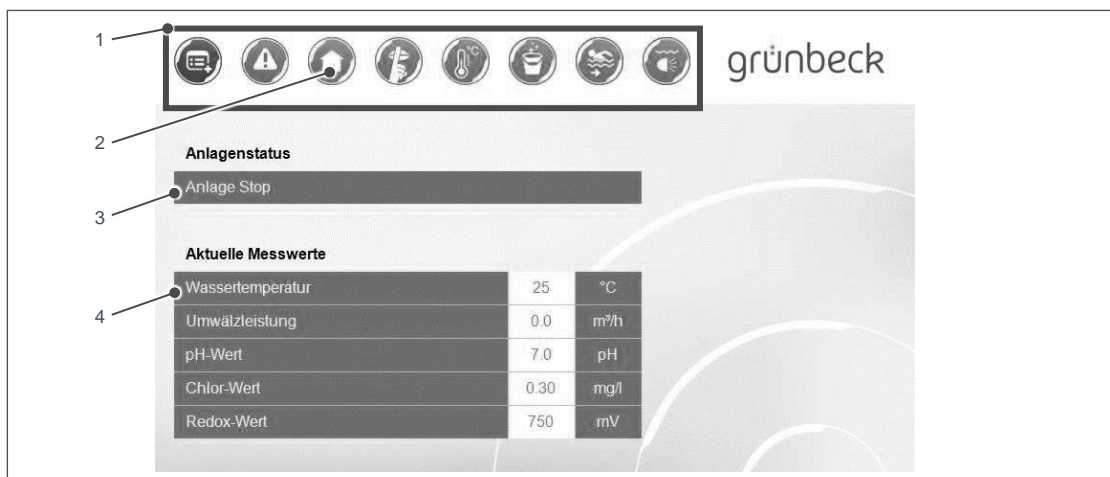 1
°C
grünbeck
2
Anlagenstatus
Anlage Stop
3
Aktuelle Messwerte
Wassertemperatur 25 °C
4
Umwälzleistung 0.0 m³/h
pH-Wert 7.0 pH
Chlor-Wert 0.30 mg/l
Redox-Wert 750 mV